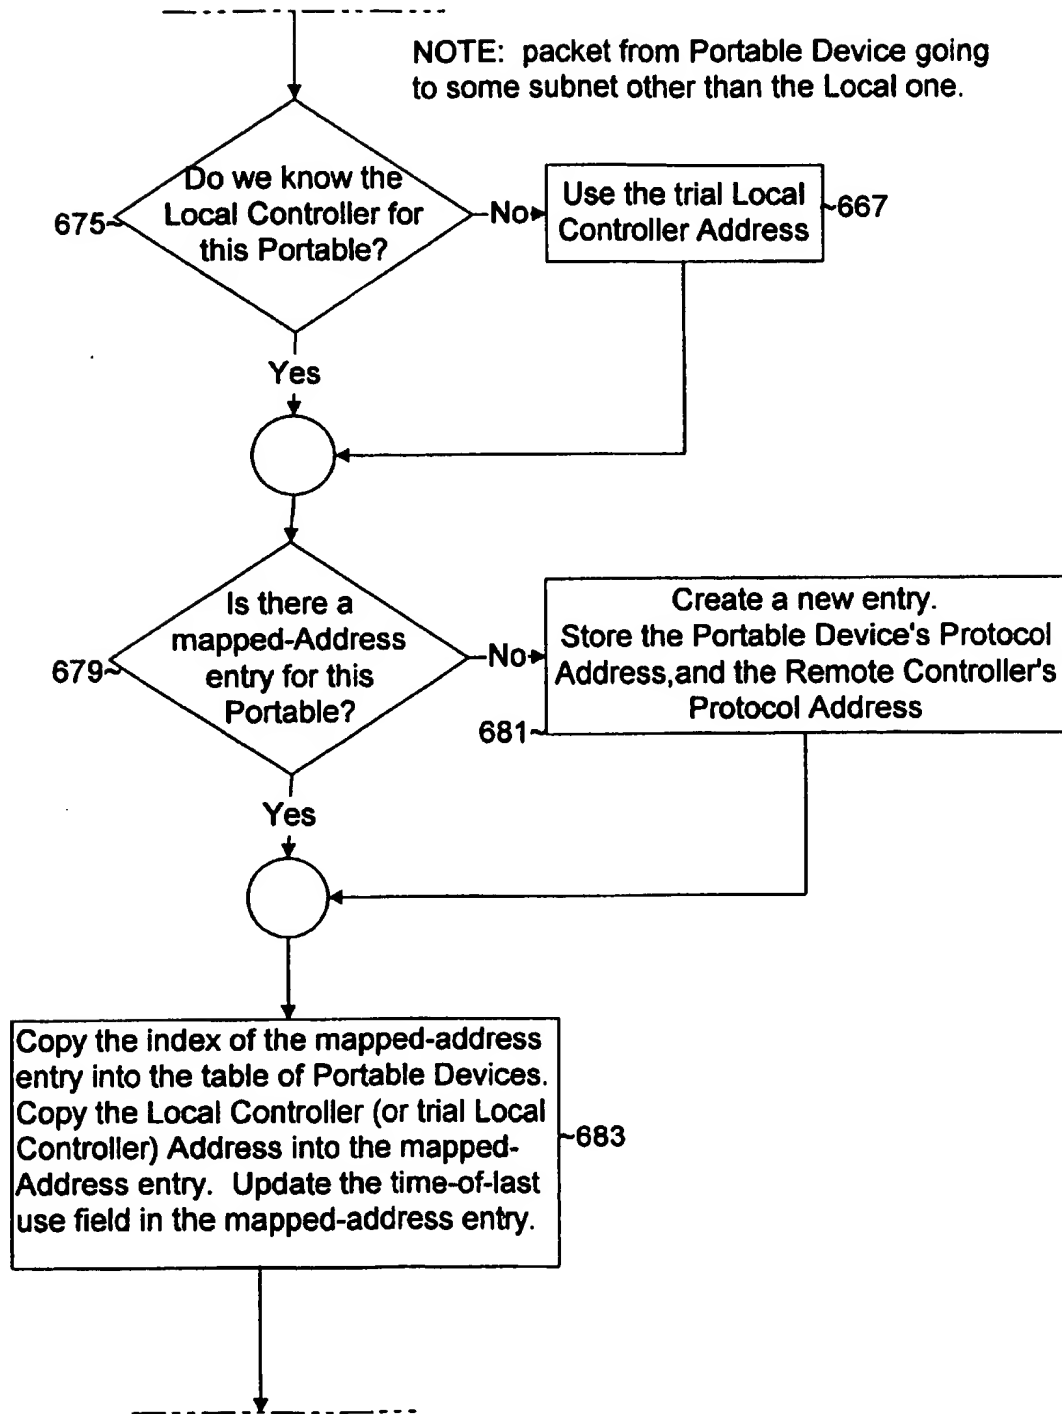 NOTE: packet from Portable Device going
to some subnet other than the Local one.
Do we know the
Local Controller for
this Portable?
675
No
Use the trial Local
Controller Address
667
Yes
Is there a
mapped-Address
entry for this
Portable?
679
No
Create a new entry.
Store the Portable Device's Protocol
Address,and the Remote Controller's
Protocol Address
681
Yes
Copy the index of the mapped-address
entry into the table of Portable Devices.
Copy the Local Controller (or trial Local
Controller) Address into the mapped-
Address entry. Update the time-of-last
use field in the mapped-address entry.
683